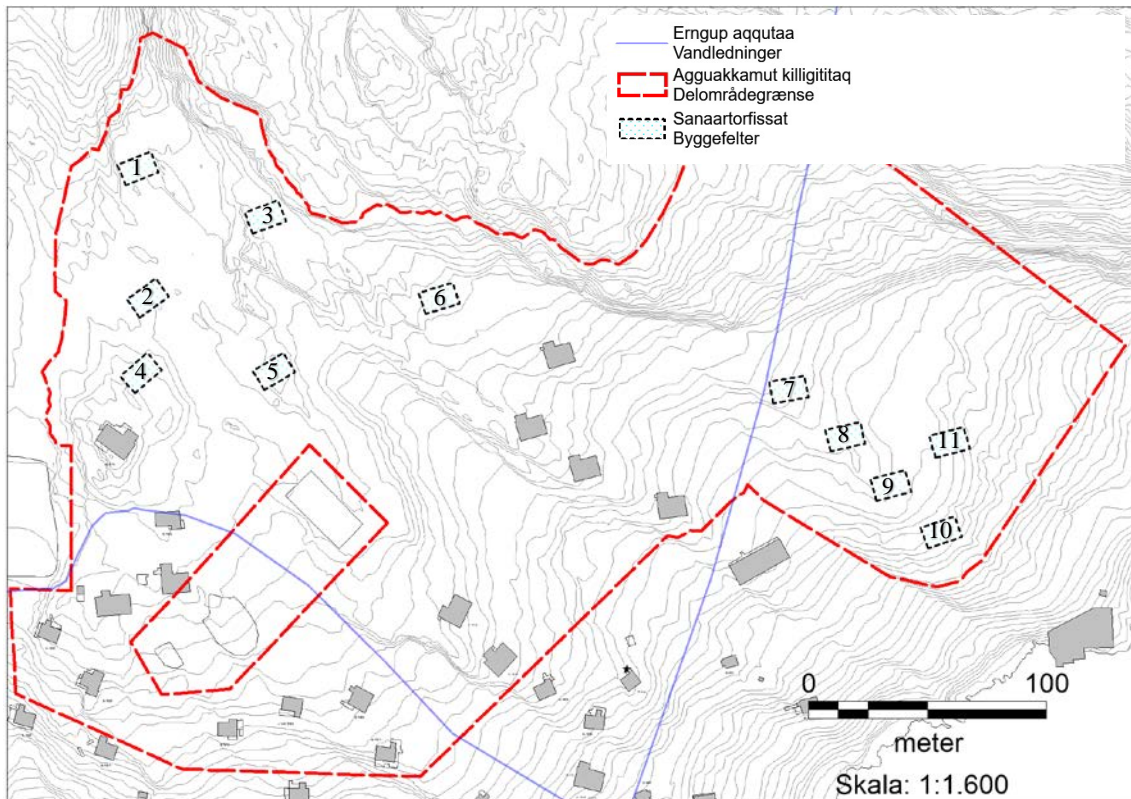 Erngup aqqutaa
Vandledninger
Agguakkamut killigititaq
Delområdegrænse
Sanaartorfissat
Byggefelter
1
3
2
6
4
5
7
8
11
9
10
0 100
meter
Skala: 1:1.600